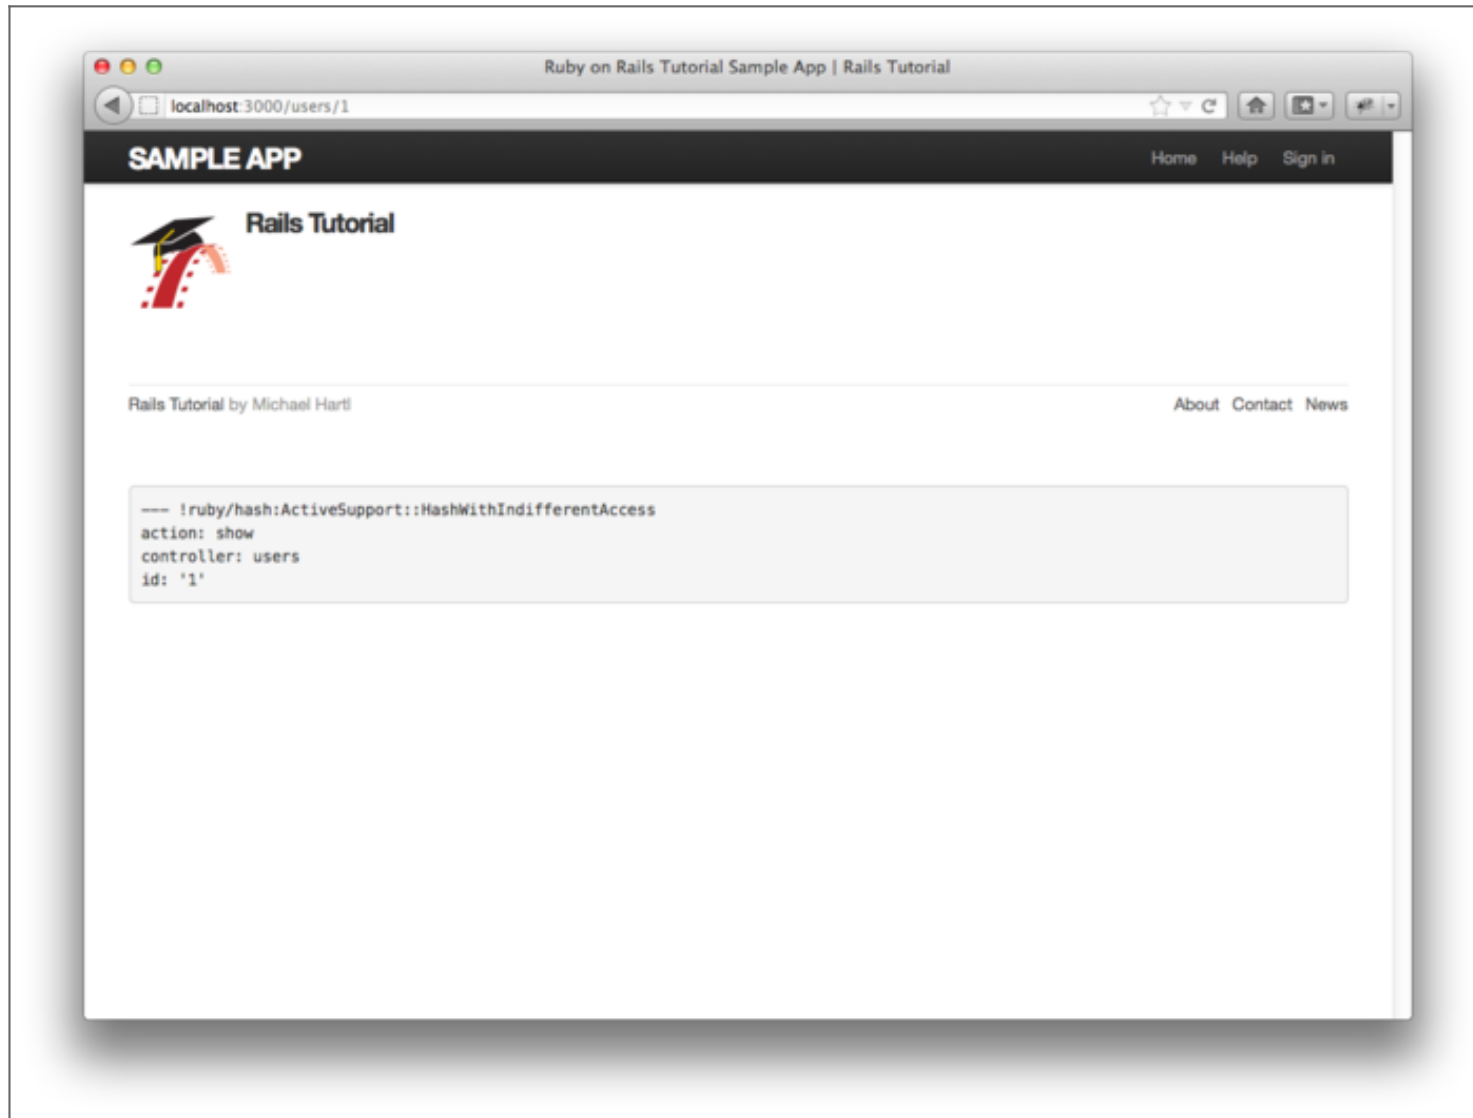 Ruby on Rails Tutorial Sample App | Rails Tutorial
localhost:3000/users/1
SAMPLE APP Home Help Sign in
Rails Tutorial
Rails Tutorial by Michael Hartl About Contact News
--- !ruby/hash:ActiveSupport::HashWithIndifferentAccess
action: show
controller: users
id: '1'